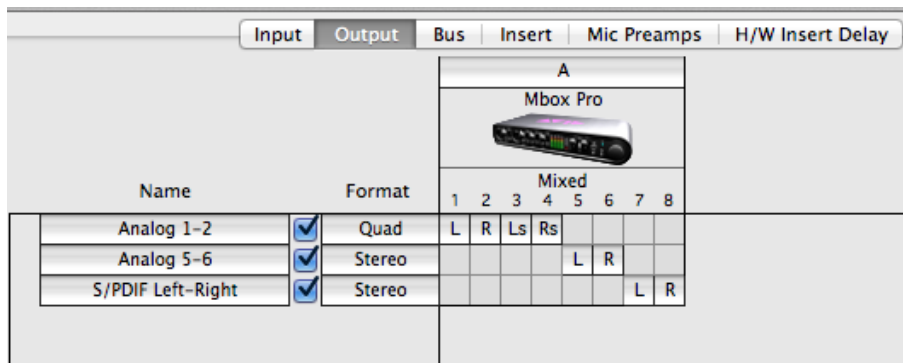 Input Output Bus Insert Mic Preamps H/W Insert Delay
A
Mbox Pro
Mixed
Name Format 1 2 3 4 5 6 7 8
Analog 1-2 Quad L R Ls Rs
Analog 5-6 Stereo L R
S/PDIF Left-Right Stereo L R